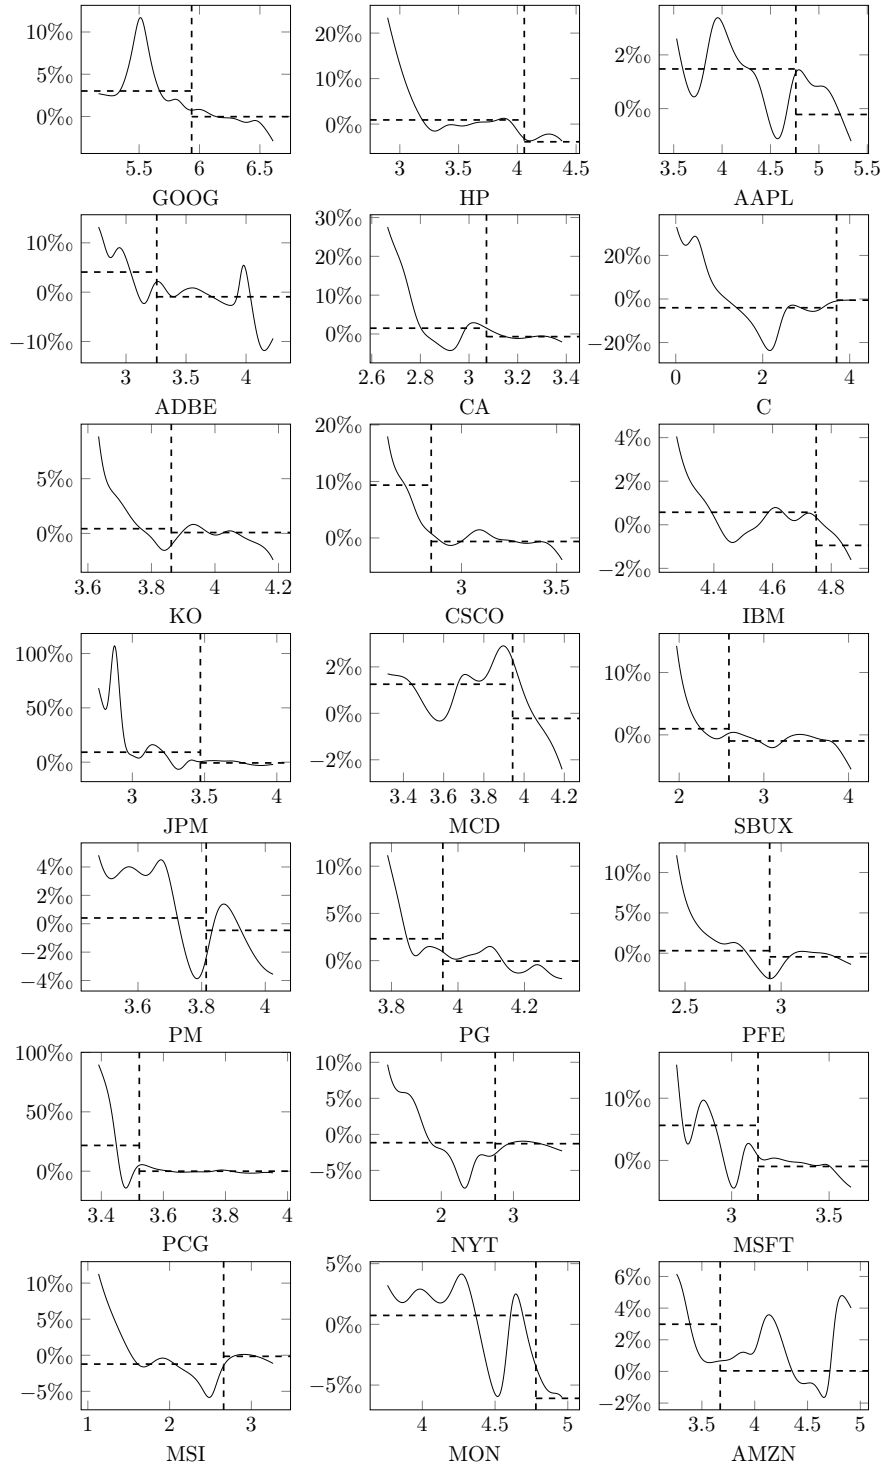 10‰
5‰
0‰
5.5 6 6.5
GOOG
20‰
10‰
0‰
3 3.5 4 4.5
HP
2‰
0‰
3.5 4 4.5 5 5.5
AAPL
10‰
0‰
−10‰
3 3.5 4
ADBE
30‰
20‰
10‰
0‰
2.6 2.8 3 3.2 3.4
CA
20‰
0‰
−20‰
0 2 4
C
5‰
0‰
3.6 3.8 4 4.2
KO
20‰
10‰
0‰
3 3.5
CSCO
4‰
2‰
0‰
−2‰
4.4 4.6 4.8
IBM
100‰
50‰
0‰
3 3.5 4
JPM
2‰
0‰
−2‰
3.4 3.6 3.8 4 4.2
MCD
10‰
0‰
2 3 4
SBUX
4‰
2‰
0‰
−2‰
−4‰
3.6 3.8 4
PM
10‰
5‰
0‰
3.8 4 4.2
PG
10‰
5‰
0‰
2.5 3
PFE
100‰
50‰
0‰
3.4 3.6 3.8 4
PCG
10‰
5‰
0‰
−5‰
2 3
NYT
10‰
0‰
3 3.5
MSFT
10‰
5‰
0‰
−5‰
1 2 3
MSI
5‰
0‰
−5‰
4 4.5 5
MON
6‰
4‰
2‰
0‰
−2‰
3.5 4 4.5 5
AMZN